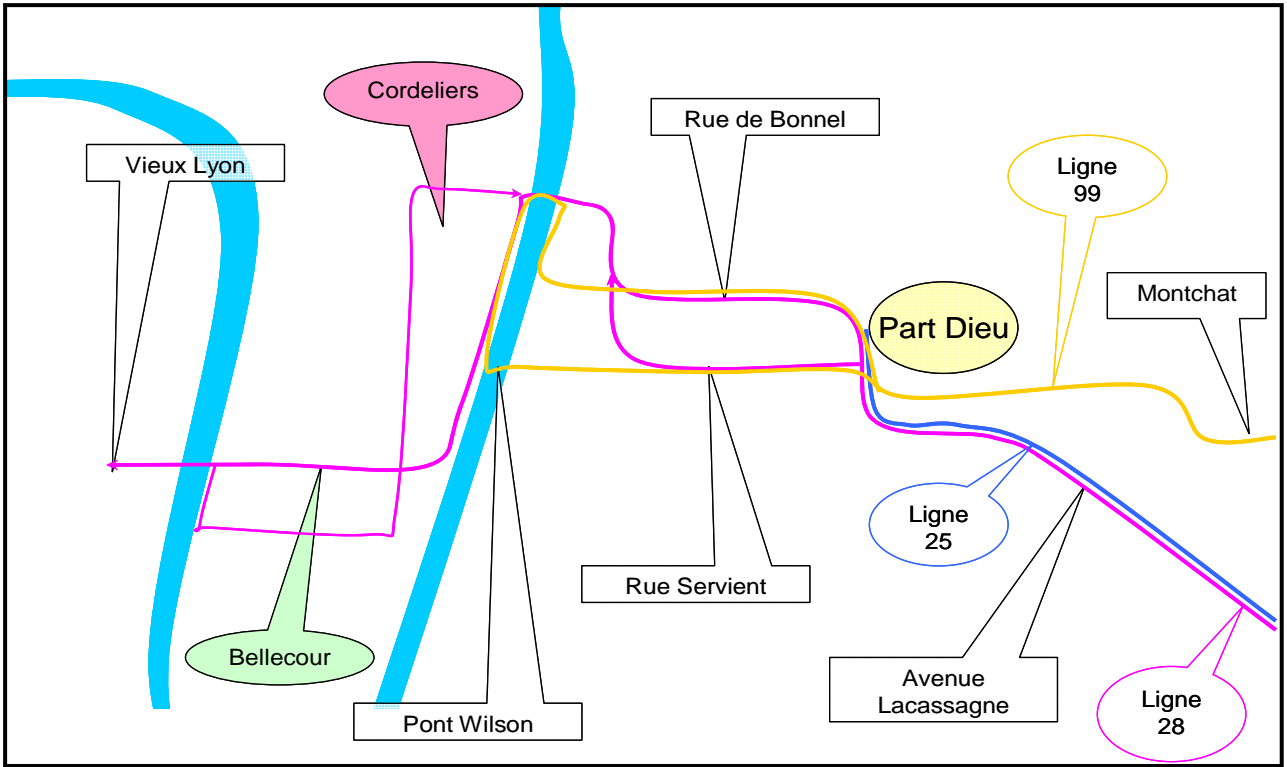 Cordeliers
Rue de Bonnel
Vieux Lyon
Ligne
99
Montchat
Part Dieu
Ligne
25
Rue Servient
Bellecour
Avenue
Lacassagne
Ligne
28
Pont Wilson